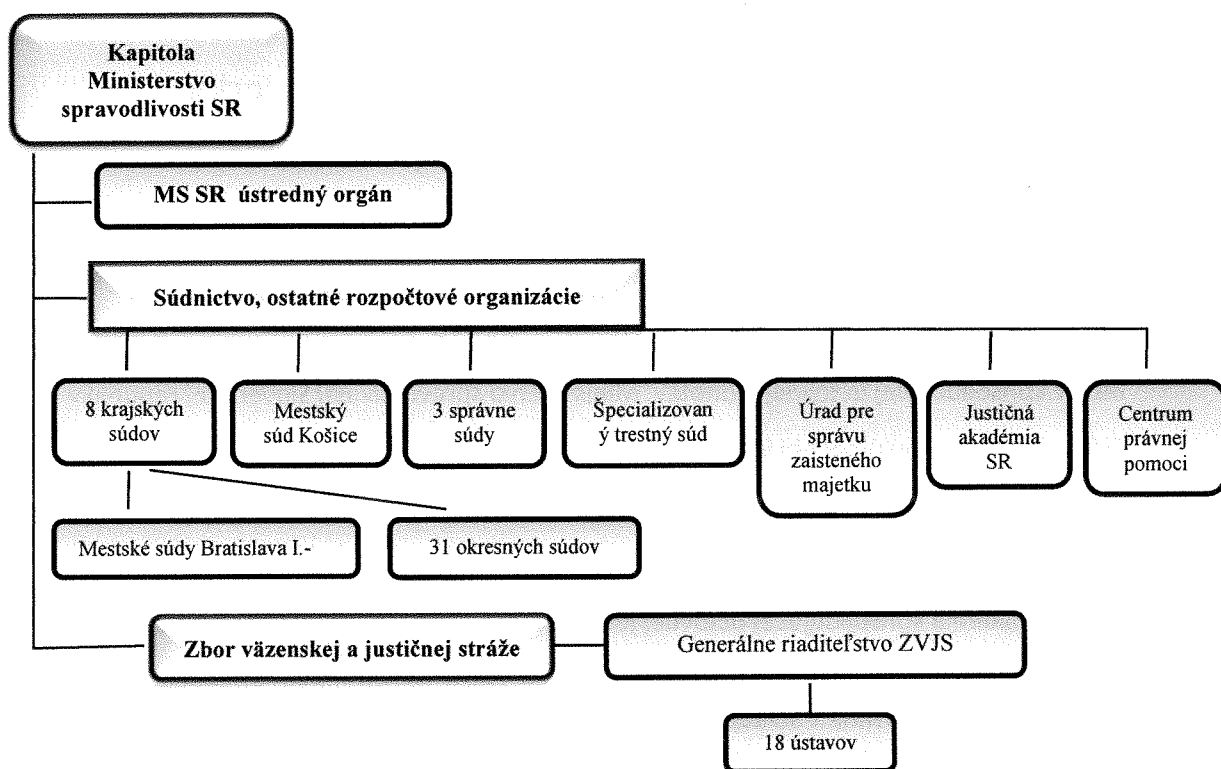 Kapitola
Ministerstvo
spravodlivosti SR
MS SR ústredný orgán
Súdnictvo, ostatné rozpočtové organizácie
8 krajských
súdov
Mestský
súd Košice
3 správne
súdy
Špecializovan
ý trestný súd
Úrad pre
správu
zaisteného
majetku
Justičná
akadémia
SR
Centrum
právnej
pomoci
Mestské súdy Bratislava I.-
31 okresných súdov
Zbor väzenskej a justičnej stráže
Generálne riaditeľstvo ZVJS
18 ústavov